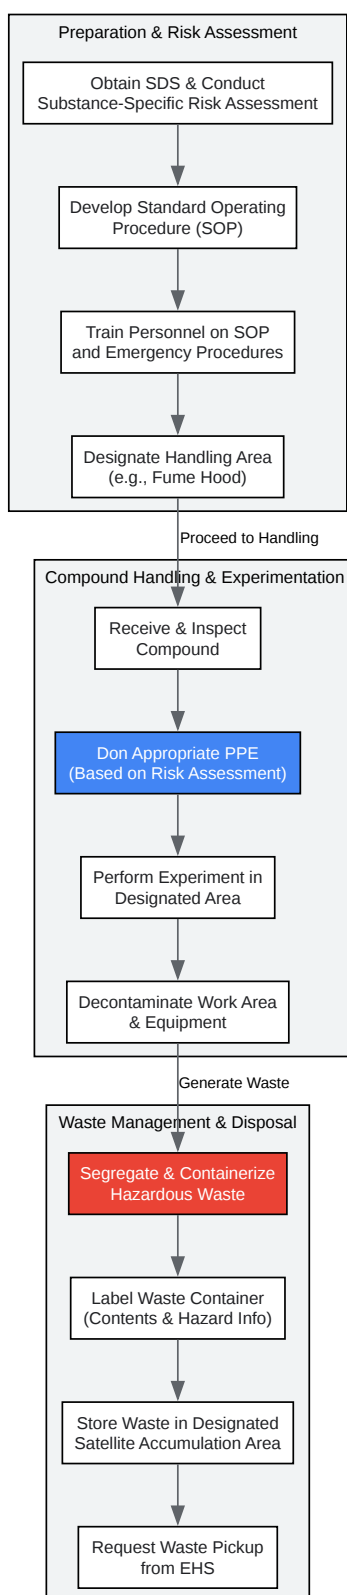 Preparation & Risk Assessment
Obtain SDS & Conduct
Substance-Specific Risk Assessment
Develop Standard Operating
Procedure (SOP)
Train Personnel on SOP
and Emergency Procedures
Designate Handling Area
(e.g., Fume Hood)
Proceed to Handling
Compound Handling & Experimentation
Receive & Inspect
Compound
Don Appropriate PPE
(Based on Risk Assessment)
Perform Experiment in
Designated Area
Decontaminate Work Area
& Equipment
Generate Waste
Waste Management & Disposal
Segregate & Containerize
Hazardous Waste
Label Waste Container
(Contents & Hazard Info)
Store Waste in Designated
Satellite Accumulation Area
Request Waste Pickup
from EHS